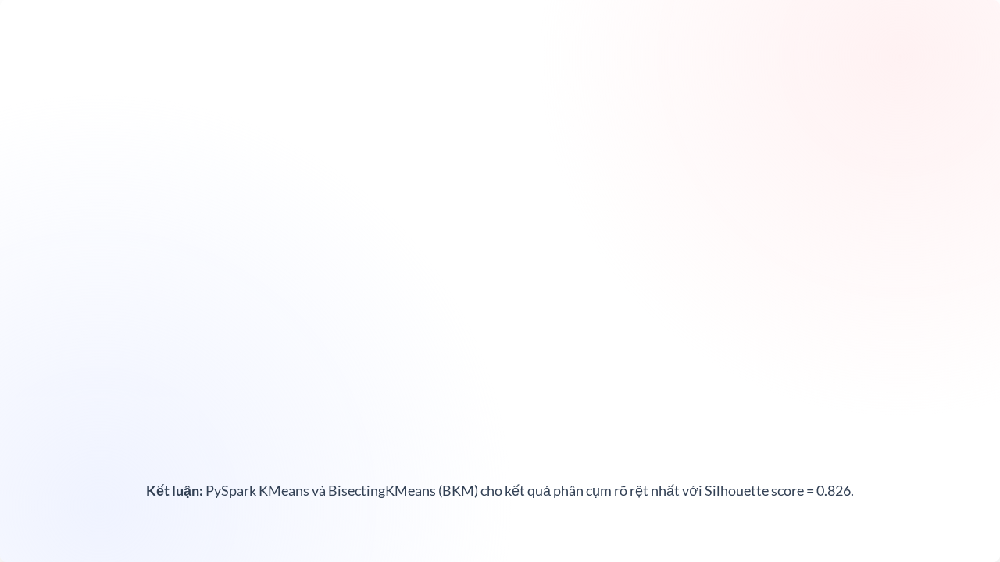 Kết luận: PySpark KMeans và BisectingKMeans (BKM) cho kết quả phân cụm rõ rệt nhất với Silhouette score = 0.826.